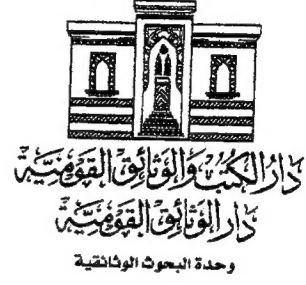 دار الكتب والوثائق القومية
دار الوثائق القومية
وحدة البحوث الوثائقية